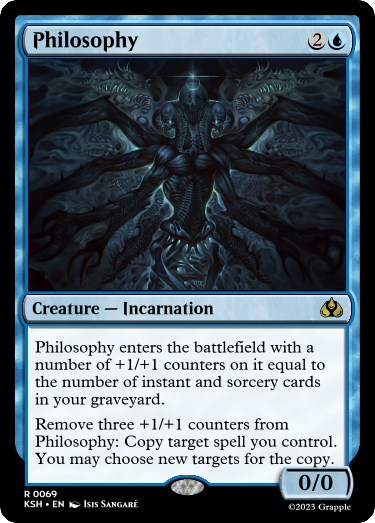 Philosophy 2
Creature — Incarnation
Philosophy enters the battlefield with a
number of +1/+1 counters on it equal to
the number of instant and sorcery cards
in your graveyard.
Remove three +1/+1 counters from
Philosophy: Copy target spell you control.
You may choose new targets for the copy.
0/0
R 0069
KSH • EN Isis Sangaré
©2023 Grapple